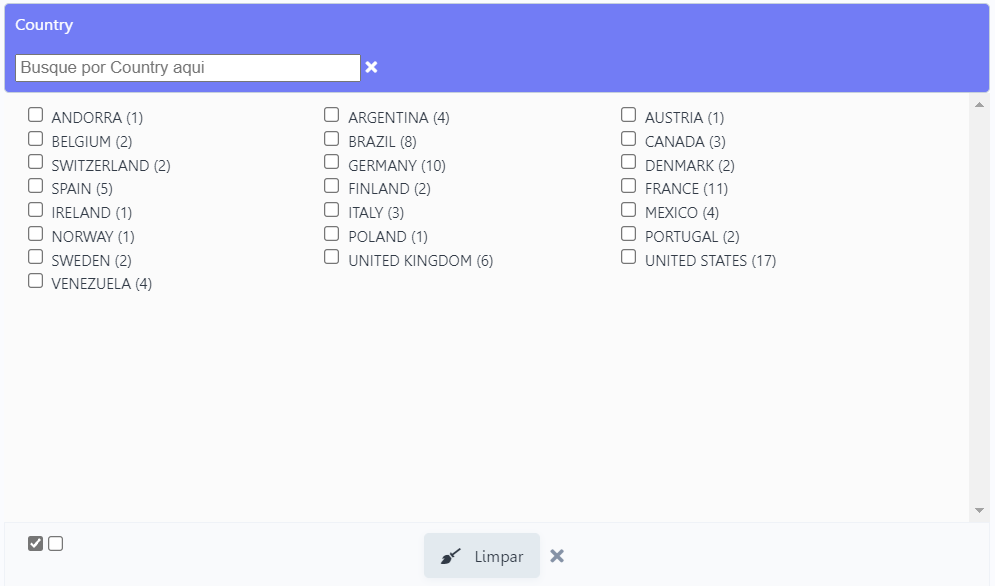 Country
Busque por Country aqui
ANDORRA (1) ARGENTINA (4) AUSTRIA (1)
BELGIUM (2) BRAZIL (8) CANADA (3)
SWITZERLAND (2) GERMANY (10) DENMARK (2)
SPAIN (5) FINLAND (2) FRANCE (11)
IRELAND (1) ITALY (3) MEXICO (4)
NORWAY (1) POLAND (1) PORTUGAL (2)
SWEDEN (2) UNITED KINGDOM (6) UNITED STATES (17)
VENEZUELA (4)
Limpar